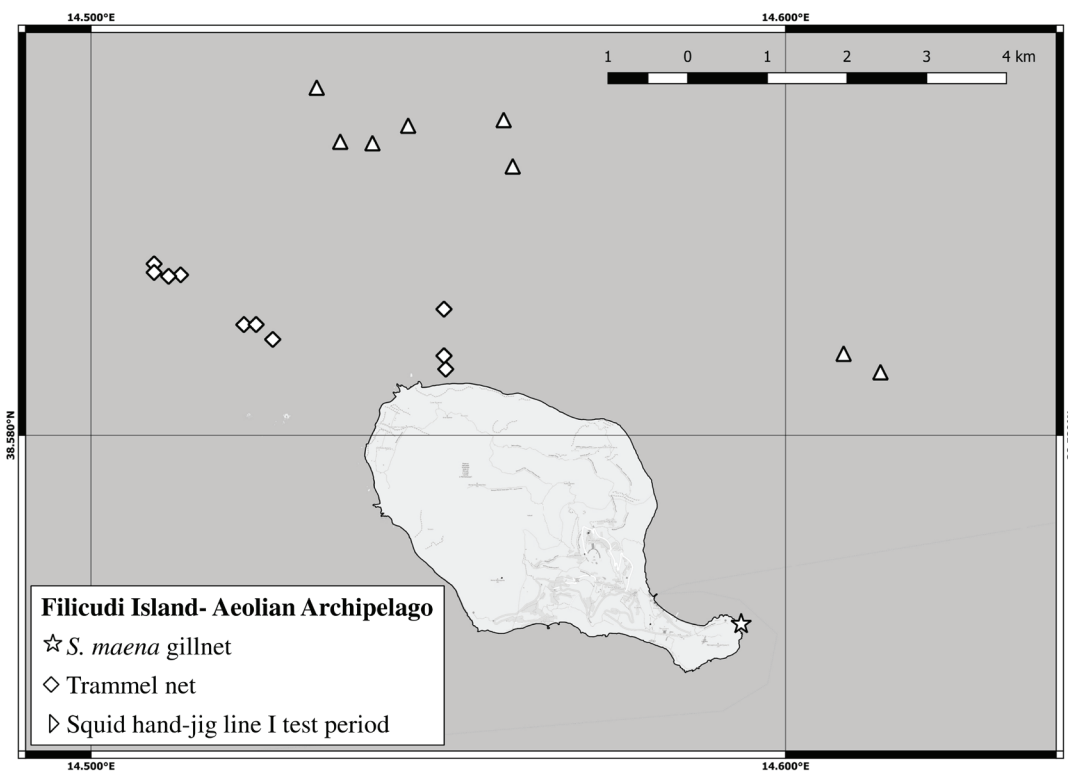 14.500°E 14.600°E
1 0 1 2 3 4 km
38.580°N
Filicudi Island- Aeolian Archipelago
S. maena gillnet
Trammel net
Squid hand-jig line I test period
14.500°E 14.600°E